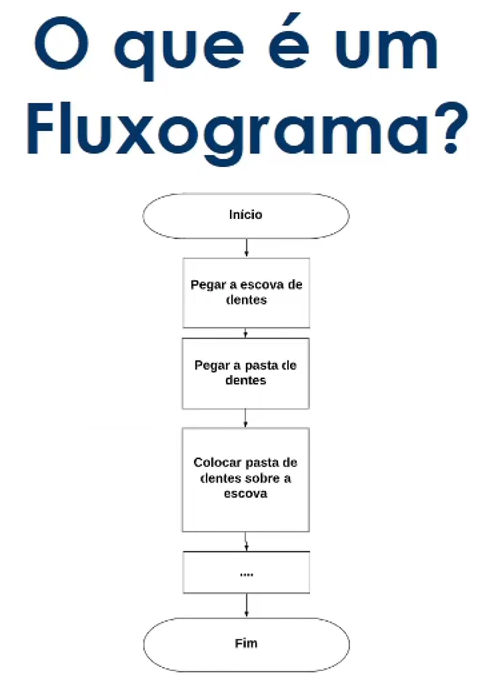 O que é um
Fluxograma?
Início
Pegar a escova de
dentes
Pegar a pasta de
dentes
Colocar pasta de
dentes sobre a
escova
....
Fim